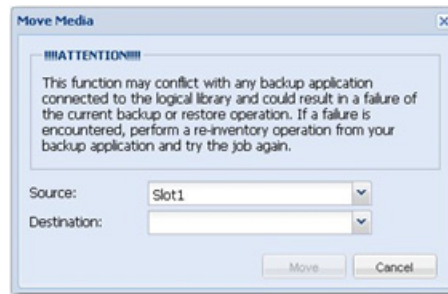 Move Media
!!!!ATTENTION!!!!
This function may conflict with any backup application
connected to the logical library and could result in a failure of
the current backup or restore operation. If a failure is
encountered, perform a re-inventory operation from your
backup application and try the job again.
Source: Slot1
Destination:
Move Cancel